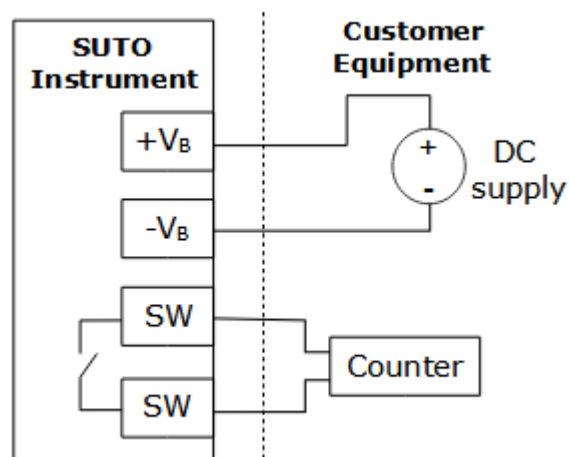 SUTO
Instrument
Customer
Equipment
+VB
+
-
DC
supply
-VB
SW
Counter
SW